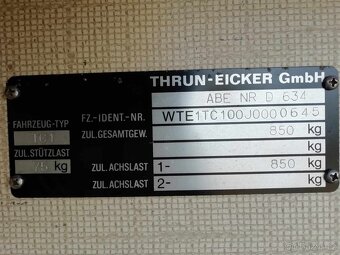 THRUN-EICKER GmbH
ABE NR D 634
FZ.-IDENT.-NR. WTE1TC100J0000645
FAHRZEUG-TYP
TC1
ZUL.GESAMTGEW. 850 kg
kg
ZUL.STÜTZLAST
75 kg
ZUL.ACHSLAST 1- 850 kg
ZUL.ACHSLAST 2- kg